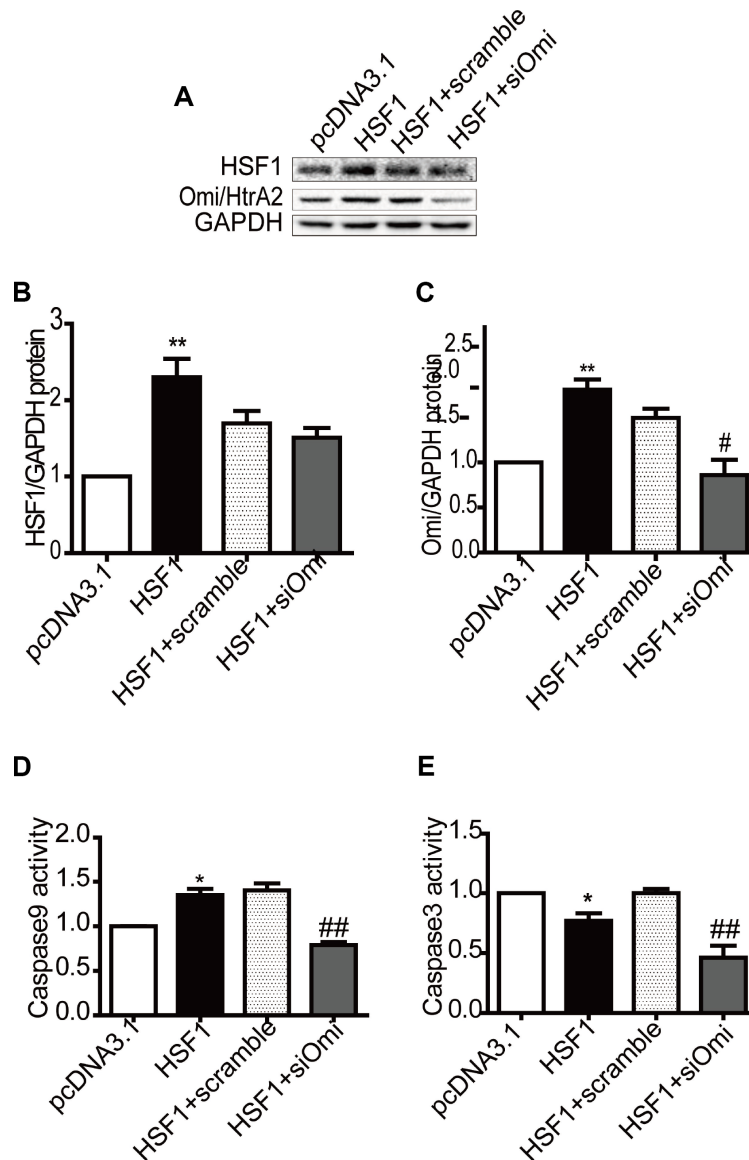 A
pcDNA3.1
HSF1
HSF1+scramble
HSF1+siOmi
HSF1
Omi/HtrA2
GAPDH
B
HSF1/GAPDH protein
3
2
1
0
**
pcDNA3.1
HSF1
HSF1+scramble
HSF1+siOmi
C
Omi/GAPDH protein
2.5
2.0
1.5
1.0
0.5
0.0
**
#
pcDNA3.1
HSF1
HSF1+scramble
HSF1+siOmi
D
Caspase9 activity
2.0
1.5
1.0
0.5
0.0
*
##
pcDNA3.1
HSF1
HSF1+scramble
HSF1+siOmi
E
Caspase3 activity
1.5
1.0
0.5
0.0
*
##
pcDNA3.1
HSF1
HSF1+scramble
HSF1+siOmi